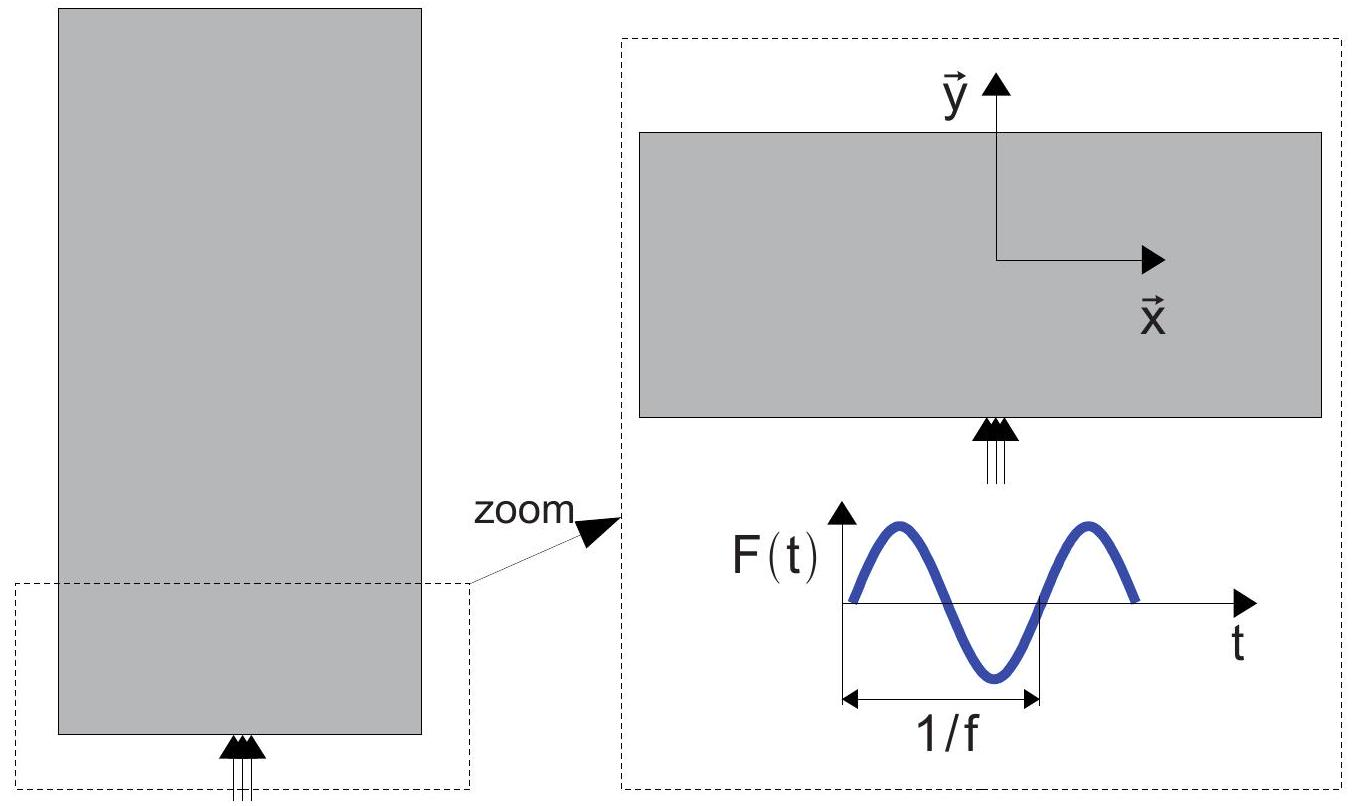 y⃗
x⃗
zoom
F(t)
t
1/f